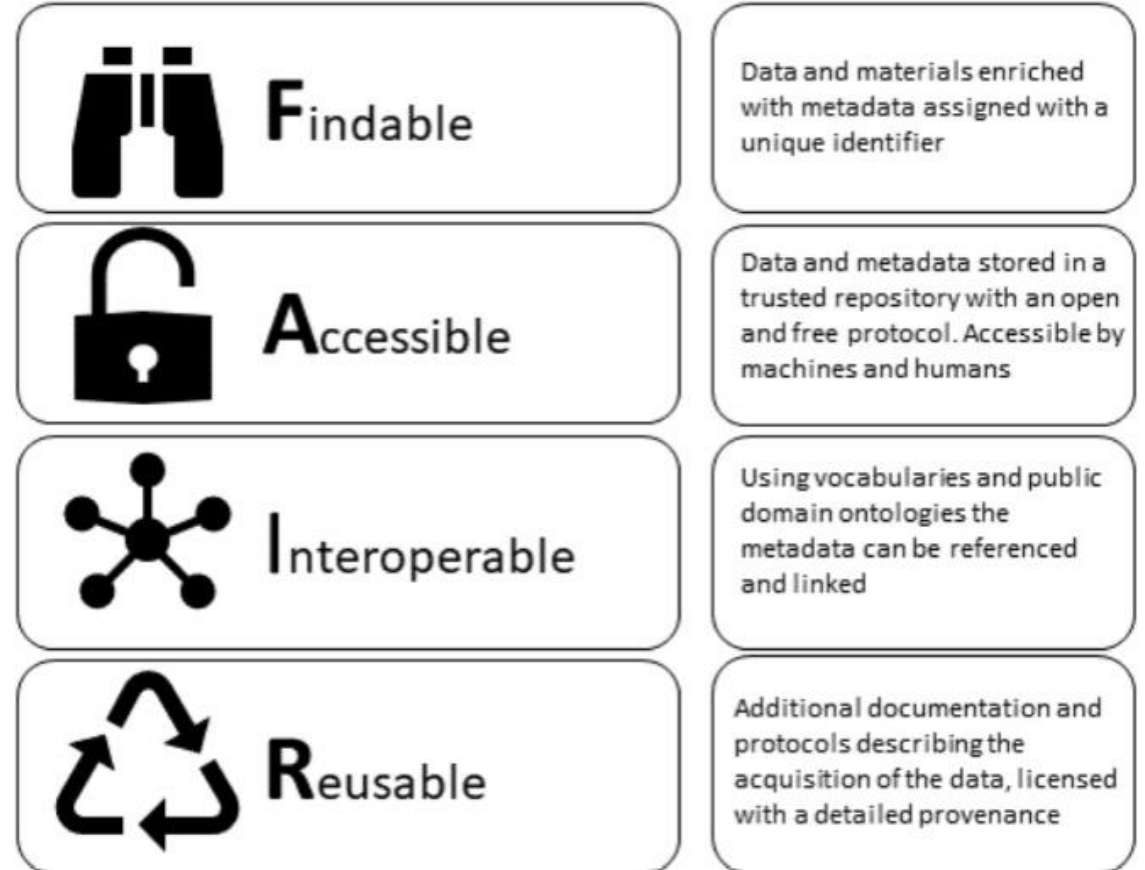 Findable
Data and materials enriched
with metadata assigned with a
unique identifier
Accessible
Data and metadata stored in a
trusted repository with an open
and free protocol. Accessible by
machines and humans
Interoperable
Using vocabularies and public
domain ontologies the
metadata can be referenced
and linked
Reusable
Additional documentation and
protocols describing the
acquisition of the data, licensed
with a detailed provenance